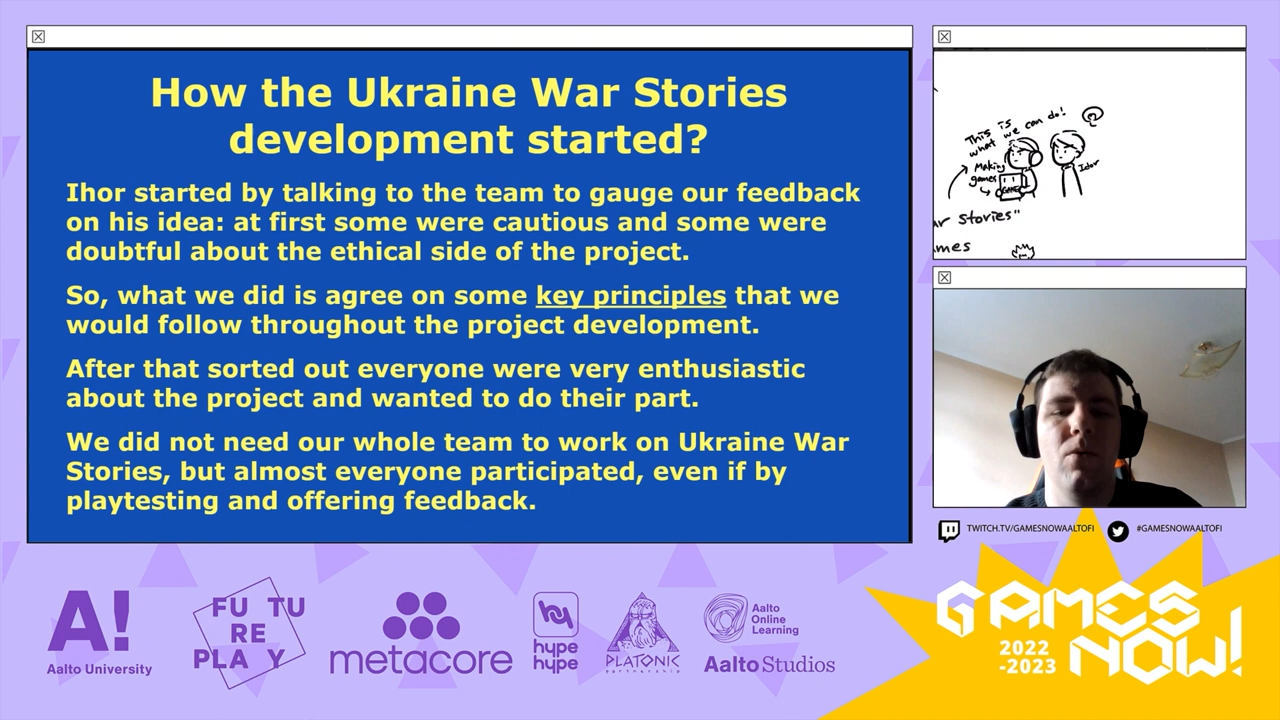 How the Ukraine War Stories
development started?
Ihor started by talking to the team to gauge our feedback
on his idea: at first some were cautious and some were
doubtful about the ethical side of the project.
So, what we did is agree on some key principles that we
would follow throughout the project development.
After that sorted out everyone were very enthusiastic
about the project and wanted to do their part.
We did not need our whole team to work on Ukraine War
Stories, but almost everyone participated, even if by
playtesting and offering feedback.
This is
what we can do!
Making
games
GAME
Idor
ar stories"
mes
TWITCH.TV/GAMESNOWAALTOFI
#GAMESNOWAALTOFI
A!
Aalto University
FU TU
RE
PLA Y
metacore
hype
hype
PLATONIC
partnership
Aalto
Online
Learning
Aalto Studios
GAMES
NOW!
2022
-2023